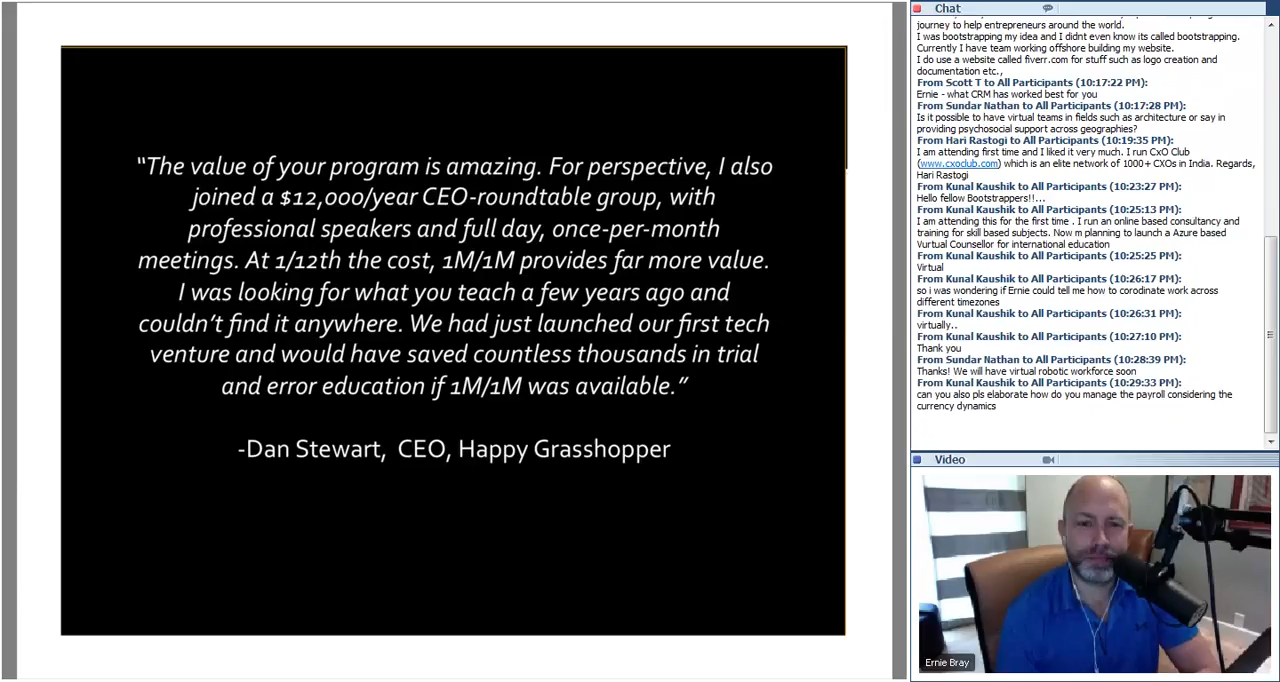 “The value of your program is amazing. For perspective, I also
joined a $12,000/year CEO-roundtable group, with
professional speakers and full day, once-per-month
meetings. At 1/12th the cost, 1M/1M provides far more value.
I was looking for what you teach a few years ago and
couldn’t find it anywhere. We had just launched our first tech
venture and would have saved countless thousands in trial
and error education if 1M/1M was available.”
-Dan Stewart, CEO, Happy Grasshopper
Chat
journey to help entrepreneurs around the world.
I was bootstrapping my idea and I didnt even know its called bootstrapping.
Currently I have team working offshore building my website.
I do use a website called fiverr.com for stuff such as logo creation and
documentation etc.,
From Scott T to All Participants (10:17:22 PM):
Ernie - what CRM has worked best for you
From Sundar Nathan to All Participants (10:17:28 PM):
Is it possible to have virtual teams in fields such as architecture or say in
providing psychosocial support across geographies?
From Hari Rastogi to All Participants (10:19:35 PM):
I am attending first time and I liked it very much. I run CxO Club
(www.cxoclub.com) which is an elite network of 1000+ CXOs in India. Regards,
Hari Rastogi
From Kunal Kaushik to All Participants (10:23:27 PM):
Hello fellow Bootstrappers!!...
From Kunal Kaushik to All Participants (10:25:13 PM):
I am attending this for the first time . I run an online based consultancy and
training for skill based subjects. Now m planning to launch a Azure based
Vurtual Counsellor for international education
From Kunal Kaushik to All Participants (10:25:25 PM):
Virtual
From Kunal Kaushik to All Participants (10:26:17 PM):
so i was wondering if Ernie could tell me how to corodinate work across
different timezones
From Kunal Kaushik to All Participants (10:26:31 PM):
virtually..
From Kunal Kaushik to All Participants (10:27:10 PM):
Thank you
From Sundar Nathan to All Participants (10:28:39 PM):
Thanks! We will have virtual robotic workforce soon
From Kunal Kaushik to All Participants (10:29:33 PM):
can you also pls elaborate how do you manage the payroll considering the
currency dynamics
Video
Ernie Bray